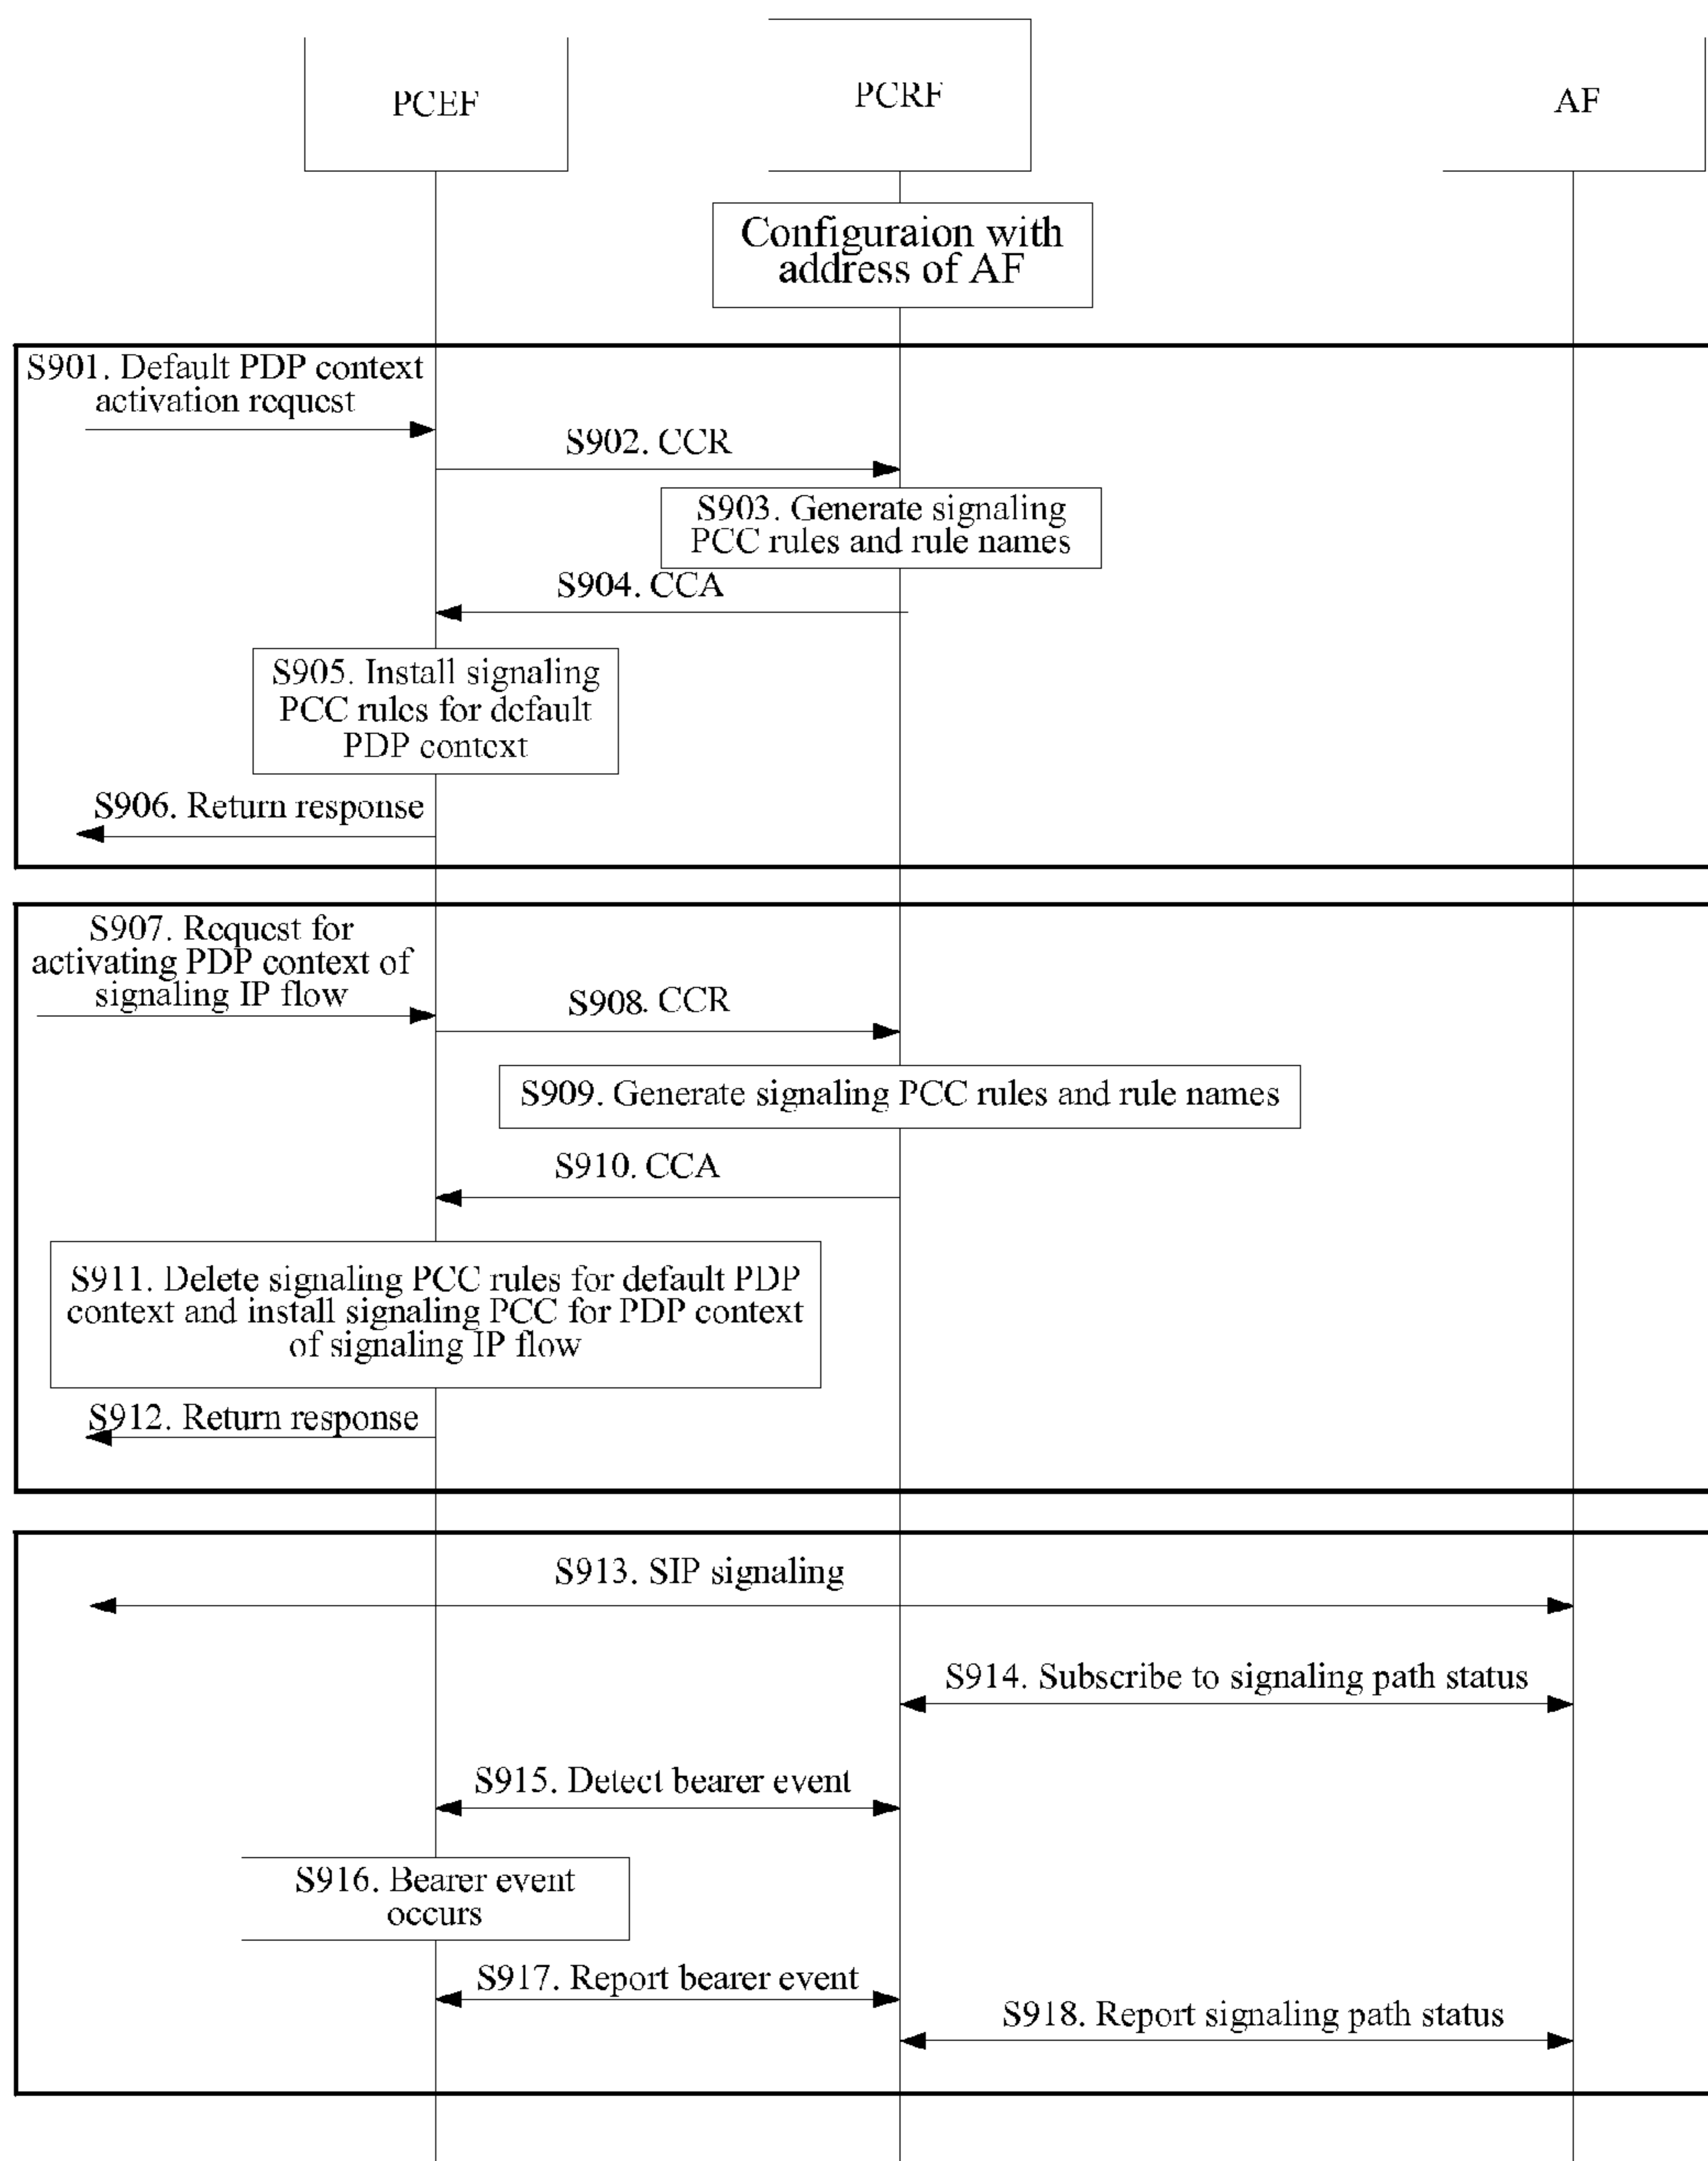 PCEF
PCRF
AF
Configuraion with
address of AF
S901. Default PDP context
activation request
S902. CCR
S903. Generate signaling
PCC rules and rule names
S904. CCA
S905. Install signaling
PCC rules for default
PDP context
S906. Return response
S907. Request for
activating PDP context of
signaling IP flow
S908. CCR
S909. Generate signaling PCC rules and rule names
S910. CCA
S911. Delete signaling PCC rules for default PDP
context and install signaling PCC for PDP context
of signaling IP flow
S912. Return response
S913. SIP signaling
S914. Subscribe to signaling path status
S915. Detect bearer event
S916. Bearer event
occurs
S917. Report bearer event
S918. Report signaling path status